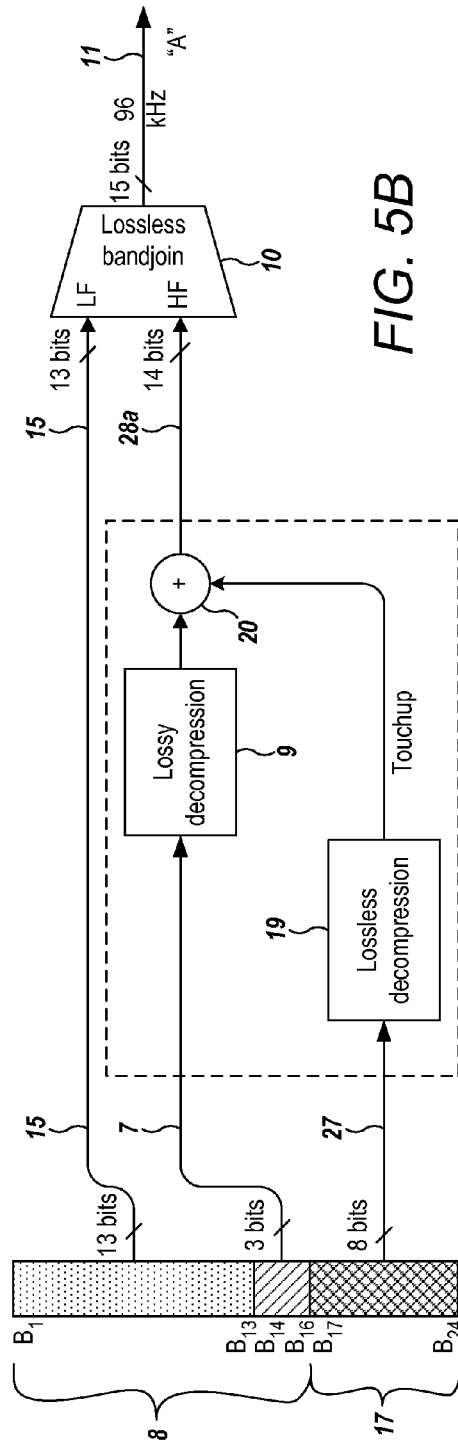 B1
B13
B14
B16
B17
B24
8
17
13 bits
3 bits
8 bits
15
7
27
Lossy
decompression
9
Lossless
decompression
19
Touchup
+
20
15
28a
13 bits
14 bits
LF
HF
Lossless
bandjoin
10
15 bits
96
kHz
11
"A"
FIG. 5B